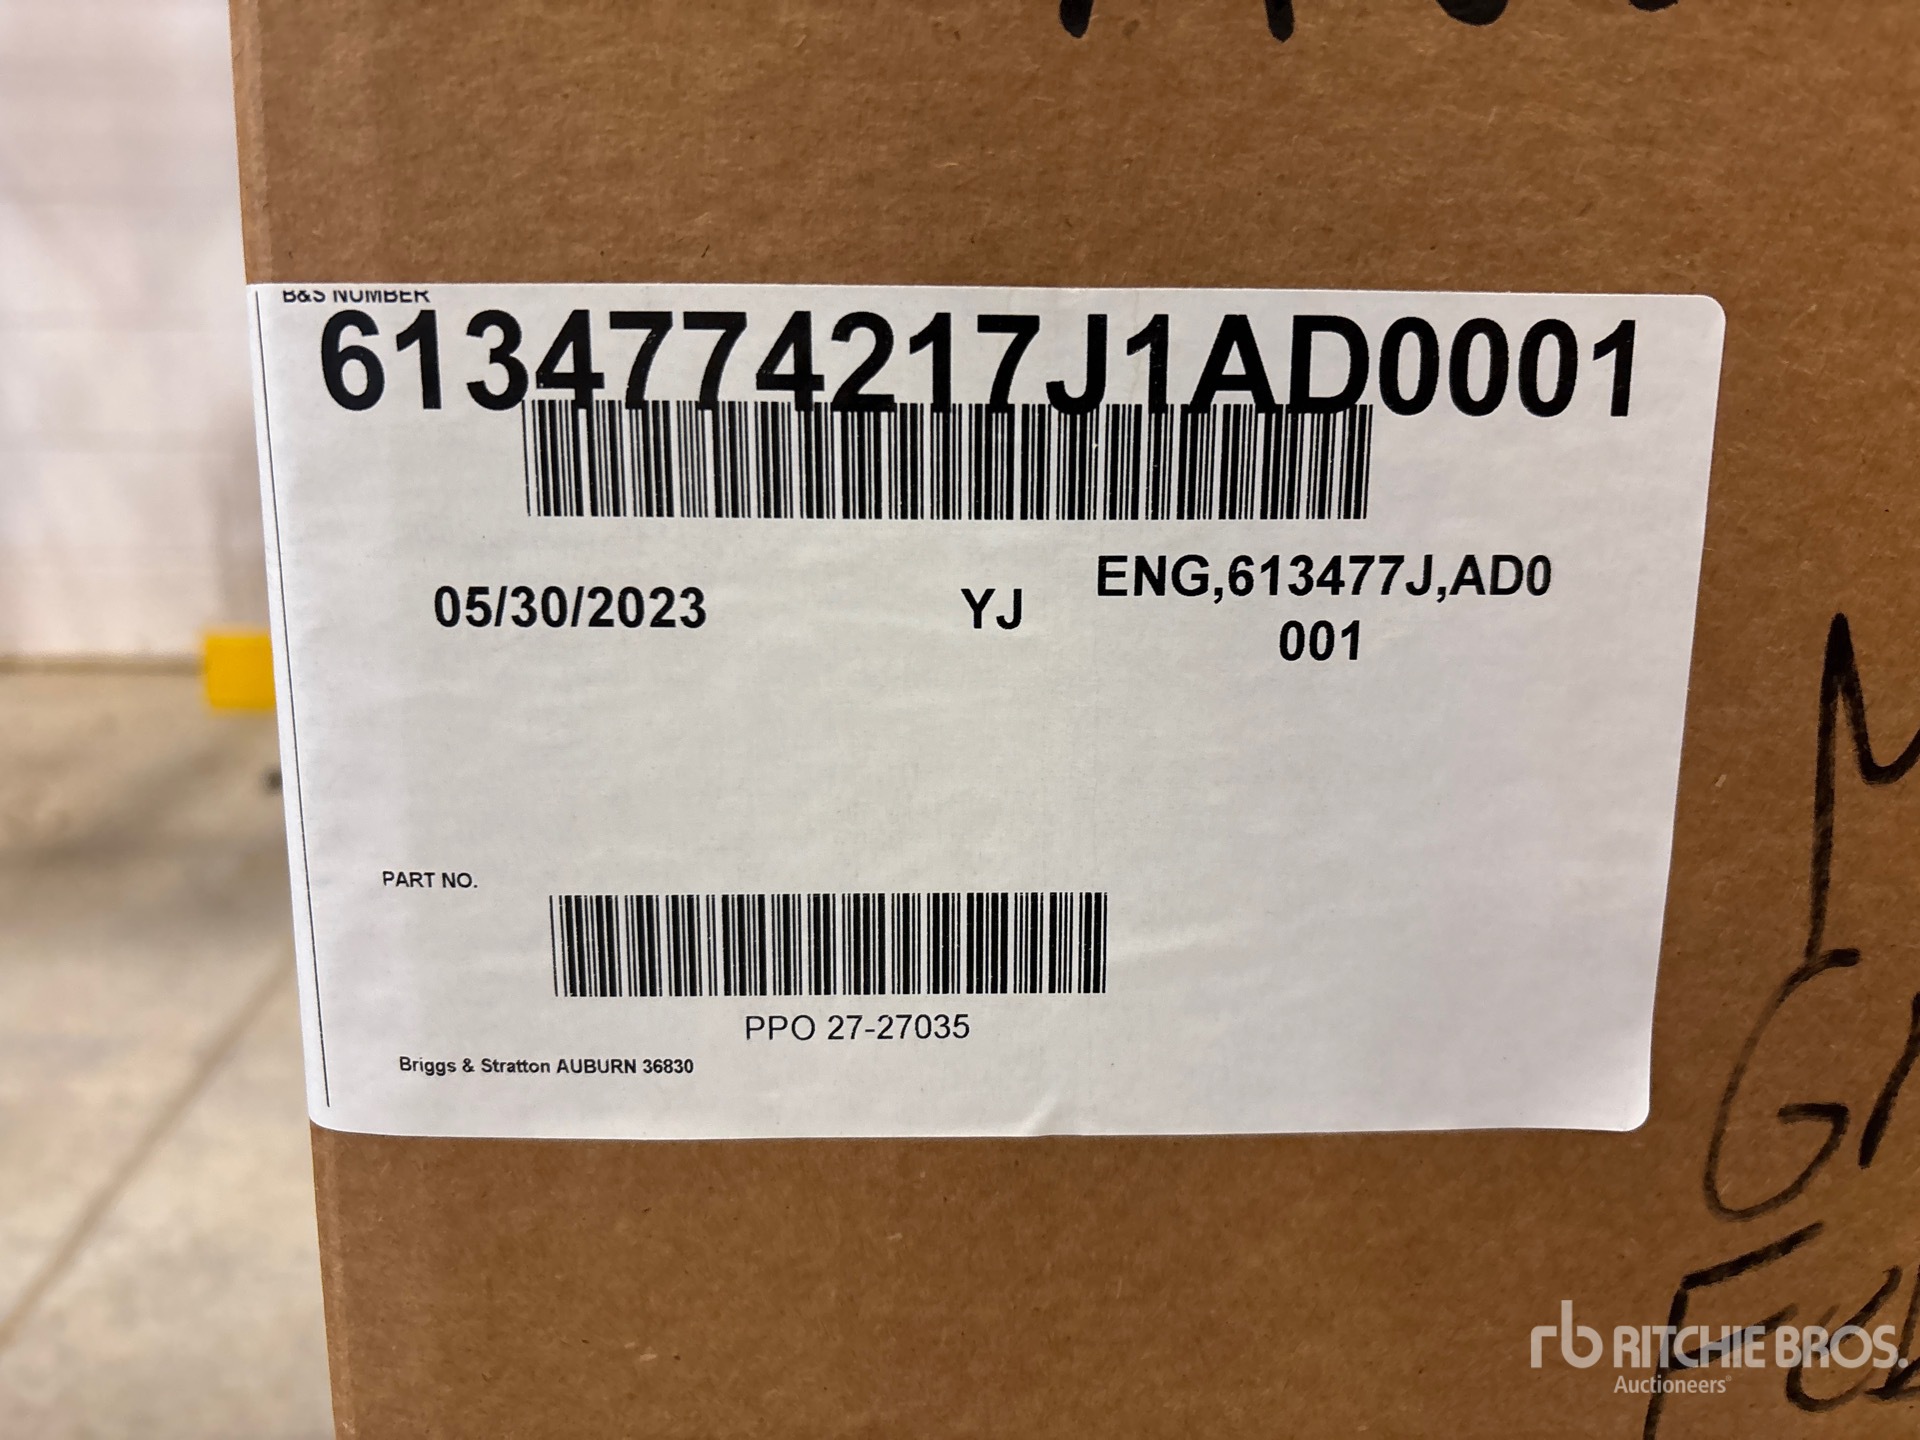 B&S NUMBER
6134774217J1AD0001
05/30/2023 YJ ENG,613477J,AD0
001
PART NO.
PPO 27-27035
Briggs & Stratton AUBURN 36830
rb RITCHIE BROS.
Auctioneers